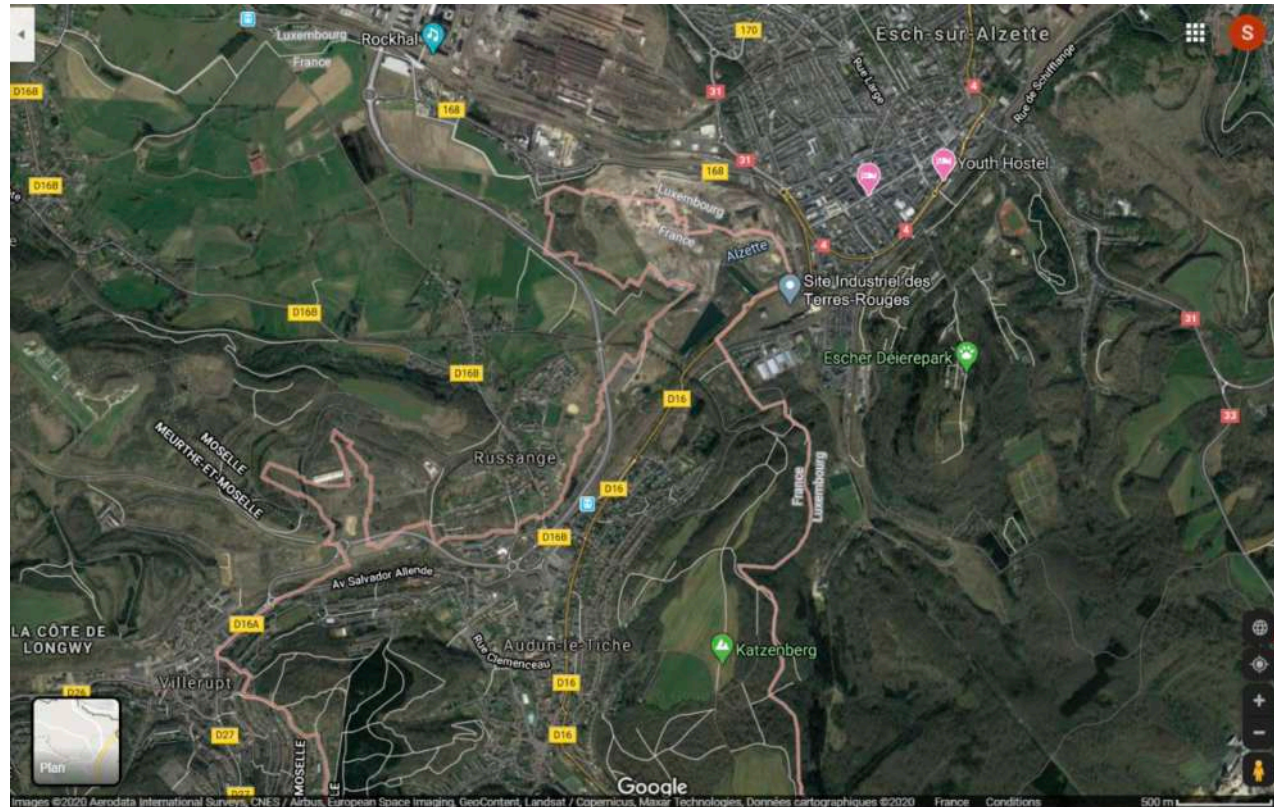 Luxembourg
France
Rockhal
170
Esch-sur-Alzette
S
D16B
168
31
Rue Large
4
Rue de Schifflange
D16B
31
168
Youth Hostel
Luxembourg
France
Alzette
4
4
Site Industriel des
Terres-Rouges
D16B
31
Escher Déierepark
D16B
D16
33
MOSELLE
MEURTHE-ET-MOSELLE
Russange
France
Luxembourg
D16
D16B
Av Salvador Allende
D16A
LA CÔTE DE
LONGWY
Audun-le-Tiche
Rue Clemenceau
Katzenberg
Villerupt
D26
D16
D27
D16
MOSELLE
Plan
D27
Google
Images ©2020 Aerodata International Surveys, CNES / Airbus, European Space Imaging, GeoContent, Landsat / Copernicus, Maxar Technologies, Données cartographiques ©2020 France Conditions 500 m